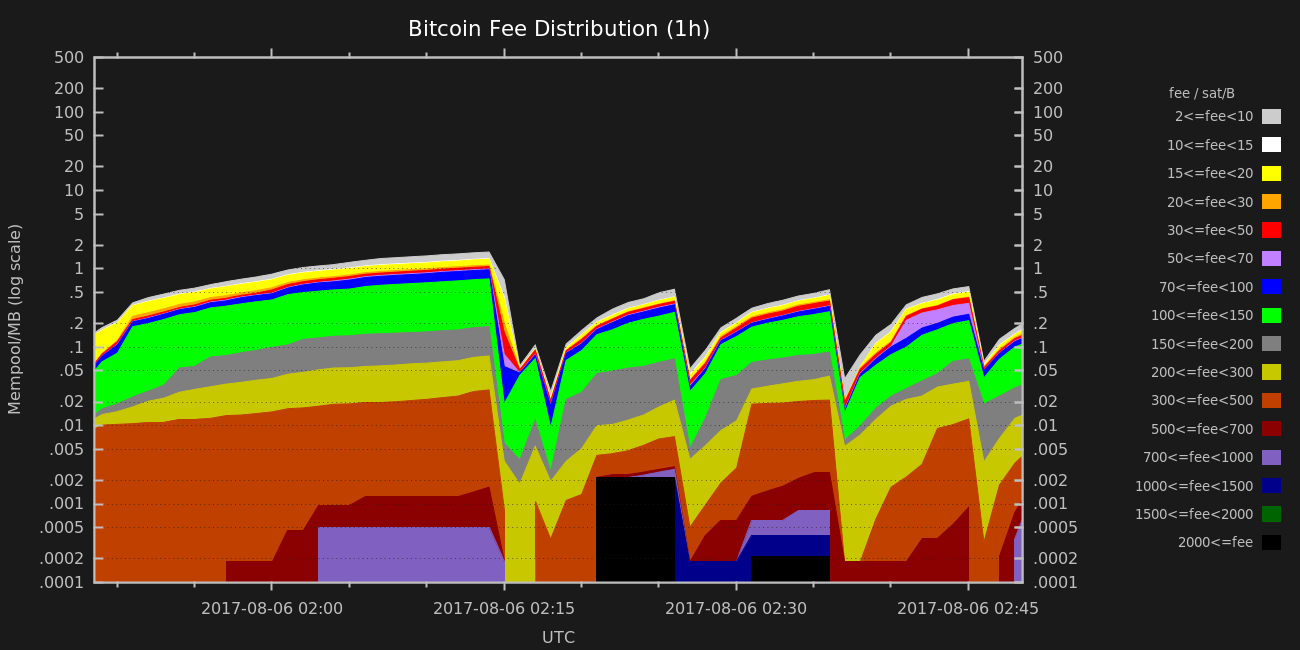 Bitcoin Fee Distribution (1h)
500
200
100
50
20
10
5
2
1
.5
.2
.1
.05
.02
.01
.005
.002
.001
.0005
.0002
.0001
Mempool/MB (log scale)
500
200
100
50
20
10
5
2
1
.5
.2
.1
.05
.02
.01
.005
.002
.001
.0005
.0002
.0001
2017-08-06 02:00
2017-08-06 02:15
2017-08-06 02:30
2017-08-06 02:45
UTC
fee / sat/B
2<=fee<10
10<=fee<15
15<=fee<20
20<=fee<30
30<=fee<50
50<=fee<70
70<=fee<100
100<=fee<150
150<=fee<200
200<=fee<300
300<=fee<500
500<=fee<700
700<=fee<1000
1000<=fee<1500
1500<=fee<2000
2000<=fee